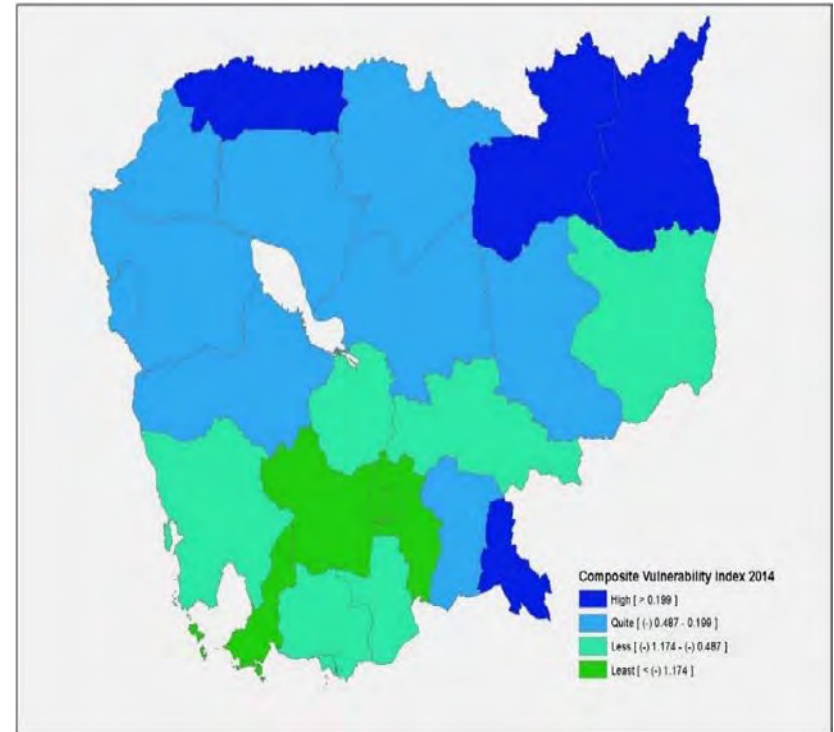 Composite Vulnerability Index 2014
High [ > 0.199 ]
Quite [ (-) 0.487 - 0.199 ]
Less [ (-) 1.174 - (-) 0.487 ]
Least [ < (-) 1.174 ]